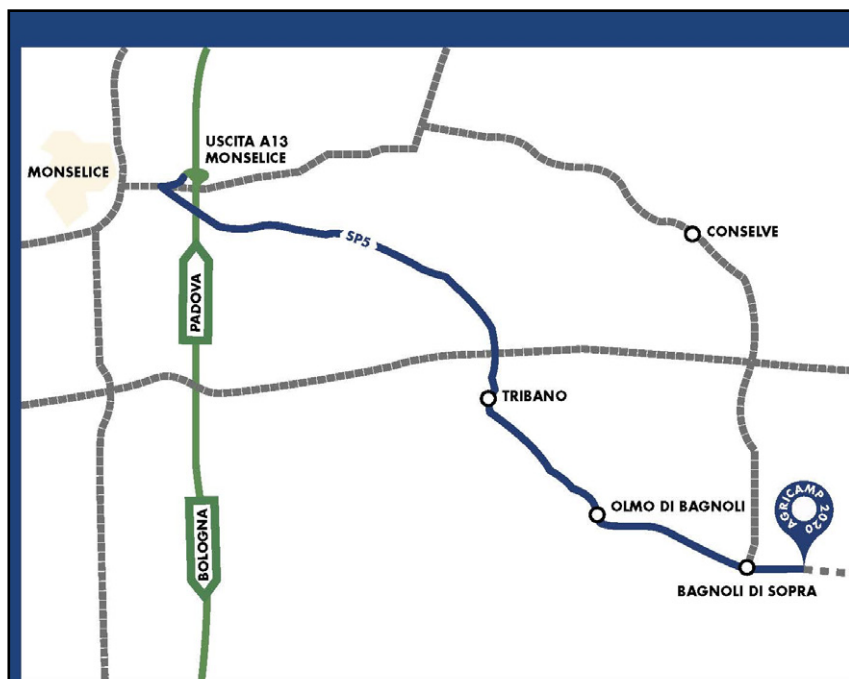 USCITA A13
MONSELICE
MONSELICE
SP5
CONSELVE
PADOVA
TRIBANO
AGRICAMP 2020
OLMO DI BAGNOLI
BOLOGNA
BAGNOLI DI SOPRA